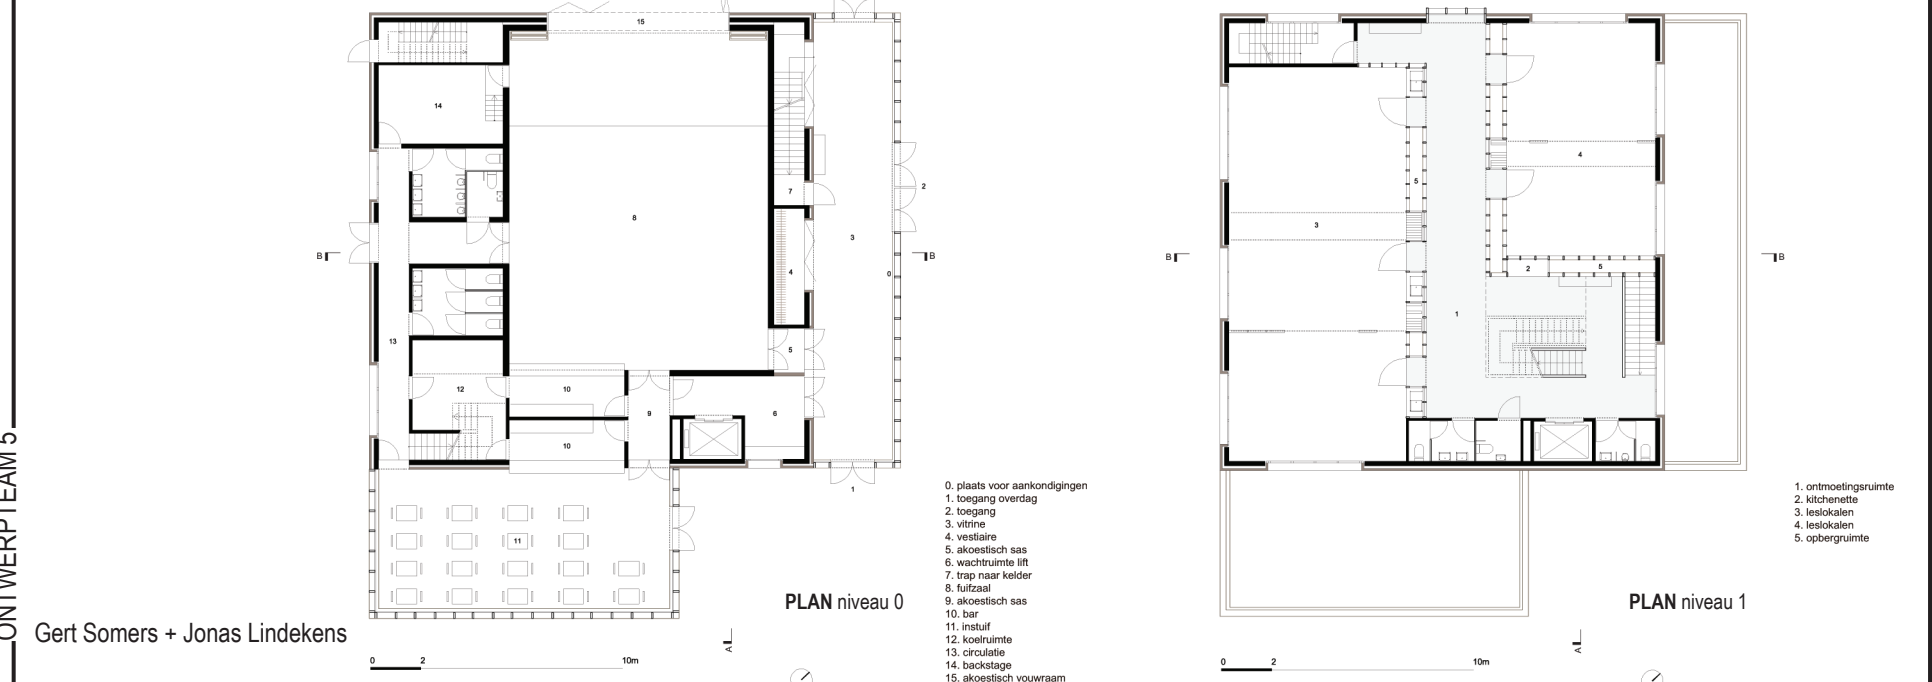 ONTWERPTEAM 5
Gert Somers + Jonas Lindekens
15
14
7
2
8
3
B
B
4
0
13
5
12
10
9
6
10
1
11
A
0
2
10m
PLAN niveau 0
0. plaats voor aankondigingen
1. toegang overdag
2. toegang
3. vitrine
4. vestiaire
5. akoestisch sas
6. wachtruimte lift
7. trap naar kelder
8. fuifzaal
9. akoestisch sas
10. bar
11. instuif
12. koelruimte
13. circulatie
14. backstage
15. akoestisch vouwraam
4
5
3
B
B
2
5
1
A
0
2
10m
PLAN niveau 1
1. ontmoetingsruimte
2. kitchenette
3. leslokalen
4. leslokalen
5. opbergruimte